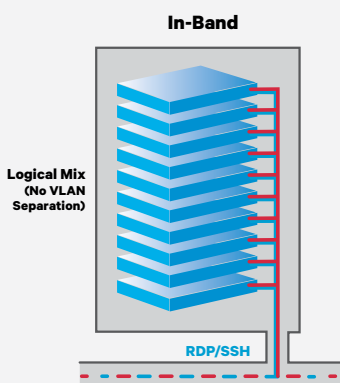 In-Band
Logical Mix
(No VLAN
Separation)
RDP/SSH